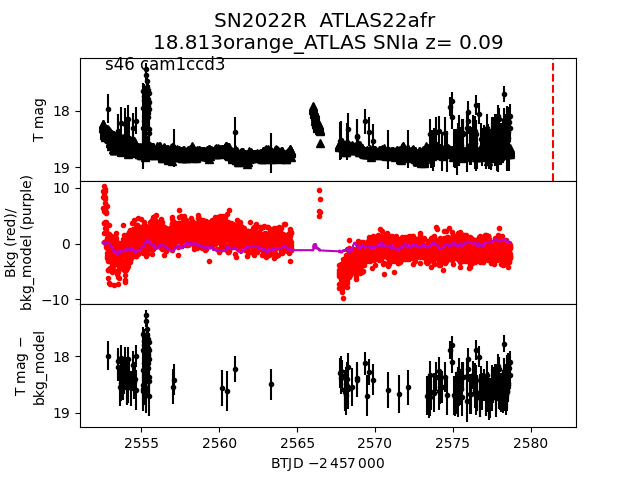 SN2022R  ATLAS22afr
18.813orange_ATLAS SNIa z= 0.09
s46 cam1ccd3
T mag
18
19
Bkg (red)/
bkg_model (purple)
10
0
−10
T mag −
bkg_model
18
19
2555 2560 2565 2570 2575 2580
BTJD −2 457 000